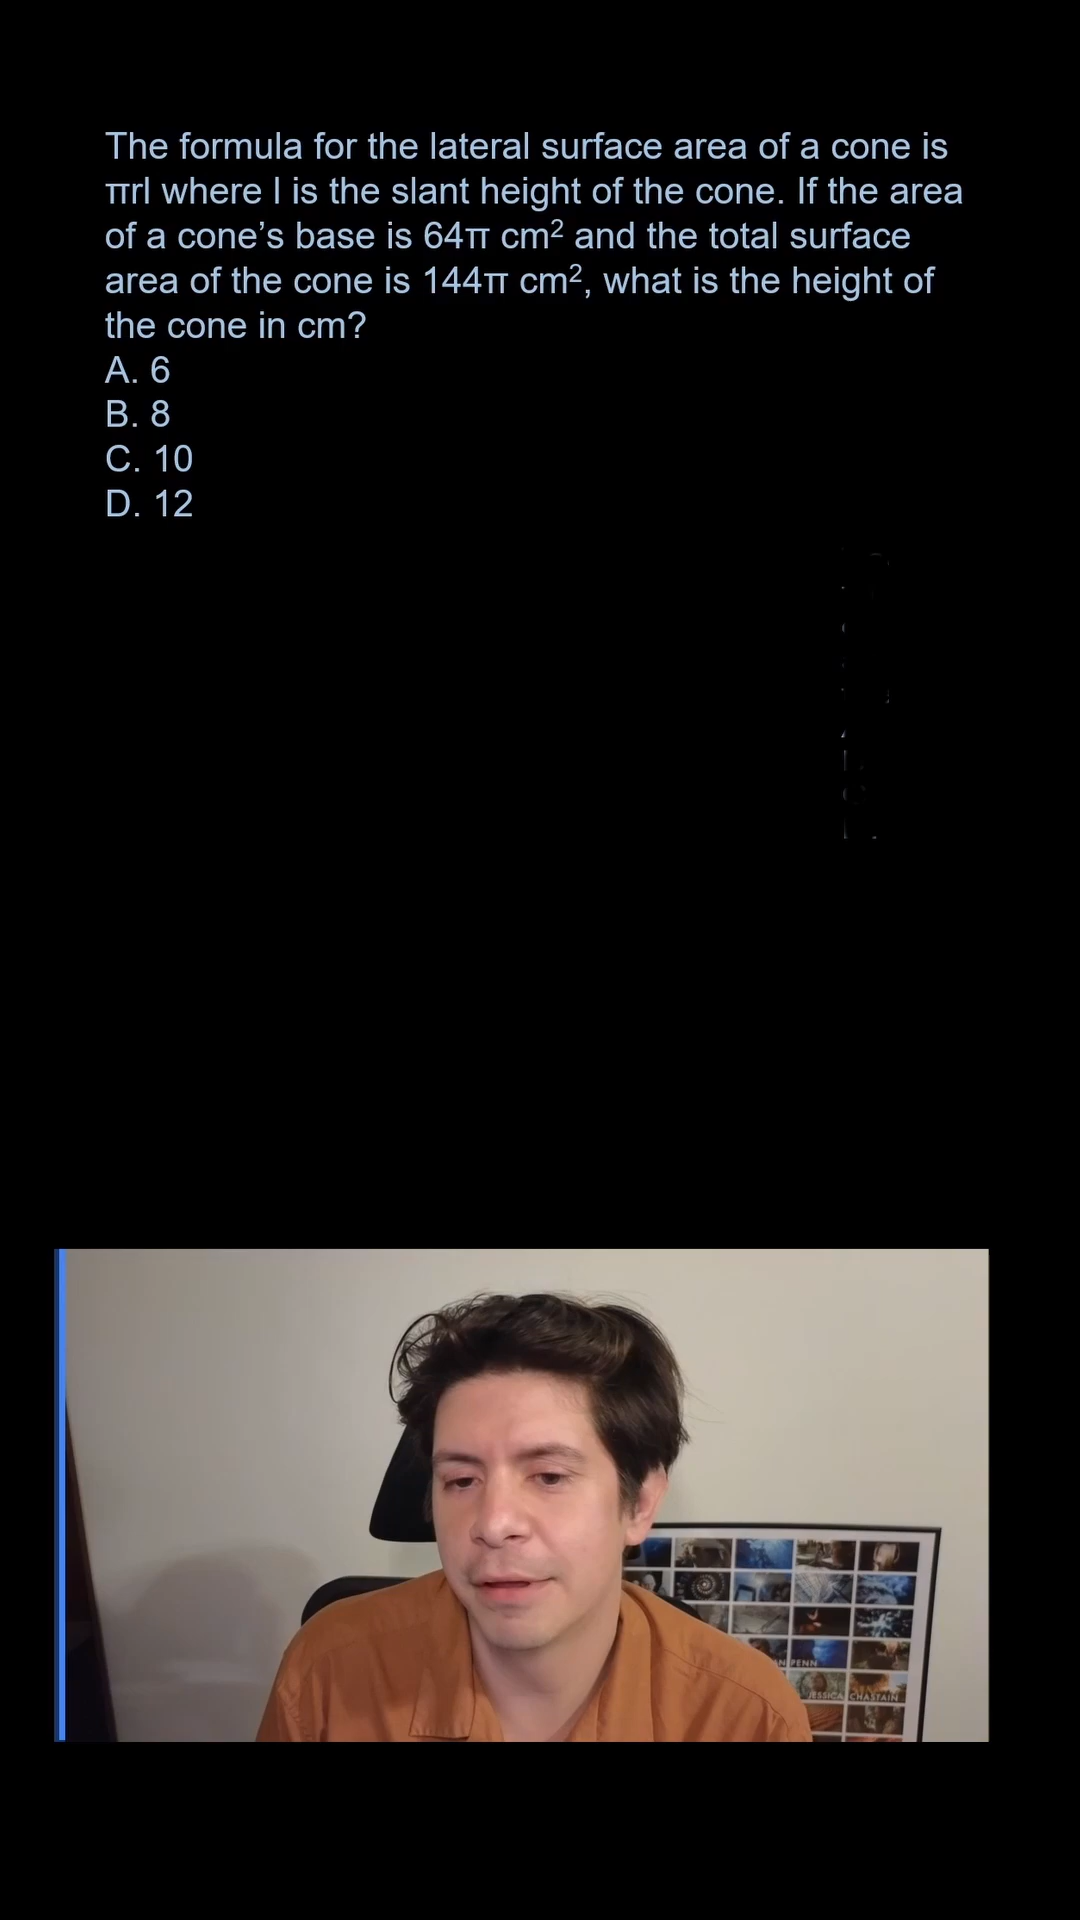 The formula for the lateral surface area of a cone is
πrl where l is the slant height of the cone. If the area
of a cone’s base is 64π cm² and the total surface
area of the cone is 144π cm², what is the height of
the cone in cm?
A. 6
B. 8
C. 10
D. 12
PENN
JESSICA CHASTAIN